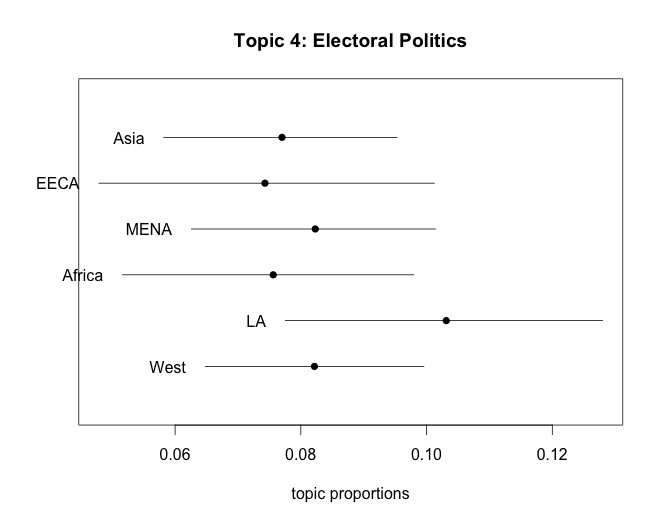 Topic 4: Electoral Politics
Asia
EECA
MENA
Africa
LA
West
0.06 0.08 0.10 0.12
topic proportions